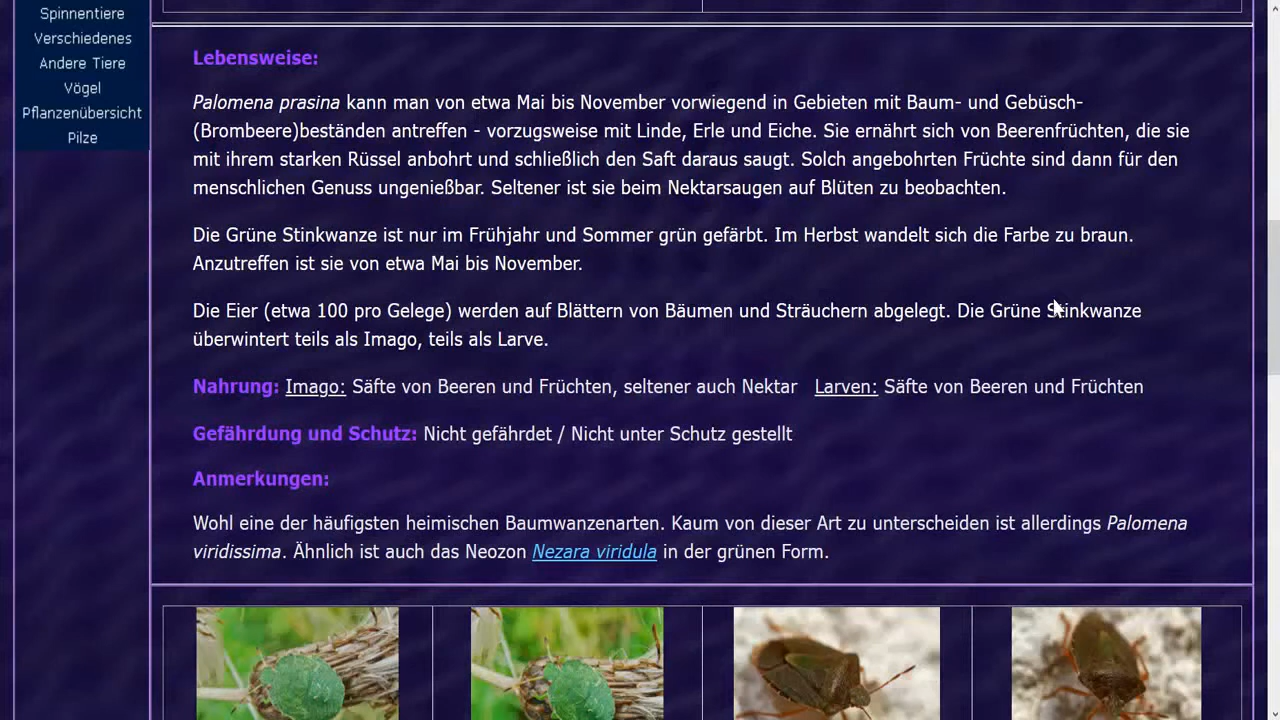 Spinnentiere
Verschiedenes
Andere Tiere
Vögel
Pflanzenübersicht
Pilze
Lebensweise:
Palomena prasina kann man von etwa Mai bis November vorwiegend in Gebieten mit Baum- und Gebüsch-
(Brombeere)beständen antreffen - vorzugsweise mit Linde, Erle und Eiche. Sie ernährt sich von Beerenfrüchten, die sie
mit ihrem starken Rüssel anbohrt und schließlich den Saft daraus saugt. Solch angebohrten Früchte sind dann für den
menschlichen Genuss ungenießbar. Seltener ist sie beim Nektarsaugen auf Blüten zu beobachten.
Die Grüne Stinkwanze ist nur im Frühjahr und Sommer grün gefärbt. Im Herbst wandelt sich die Farbe zu braun.
Anzutreffen ist sie von etwa Mai bis November.
Die Eier (etwa 100 pro Gelege) werden auf Blättern von Bäumen und Sträuchern abgelegt. Die Grüne Stinkwanze
überwintert teils als Imago, teils als Larve.
Nahrung: Imago: Säfte von Beeren und Früchten, seltener auch Nektar Larven: Säfte von Beeren und Früchten
Gefährdung und Schutz: Nicht gefährdet / Nicht unter Schutz gestellt
Anmerkungen:
Wohl eine der häufigsten heimischen Baumwanzenarten. Kaum von dieser Art zu unterscheiden ist allerdings Palomena
viridissima. Ähnlich ist auch das Neozon Nezara viridula in der grünen Form.